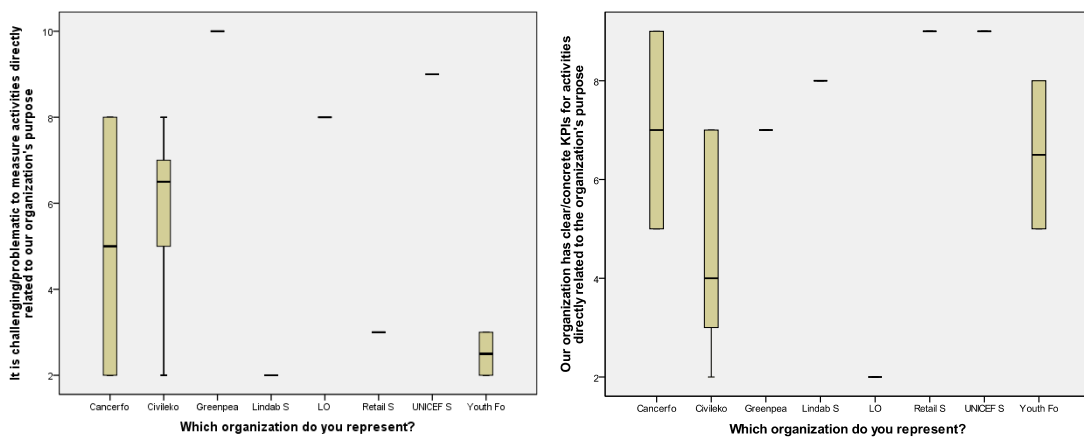 It is challenging/problematic to measure activities directly
related to our organization's purpose
10
8
6
4
2
Cancerfo Civileko Greenpea Lindab S LO Retail S UNICEF S Youth Fo
Which organization do you represent?
Our organization has clear/concrete KPIs for activities
directly related to the organization's purpose
8
6
4
2
Cancerfo Civileko Greenpea Lindab S LO Retail S UNICEF S Youth Fo
Which organization do you represent?